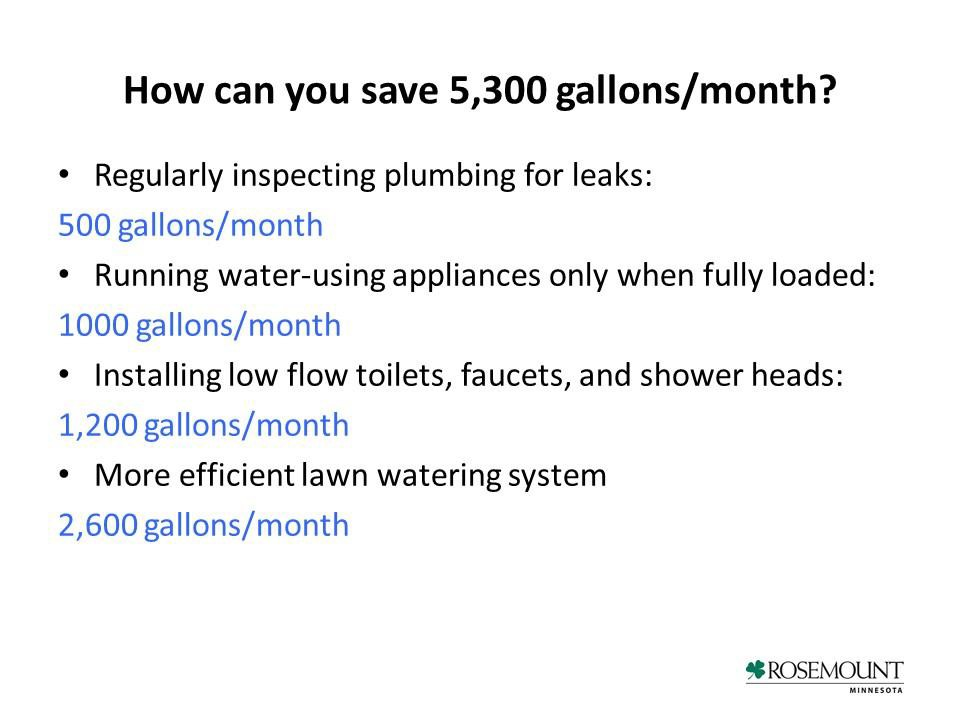 How can you save 5,300 gallons/month?
• Regularly inspecting plumbing for leaks:
500 gallons/month
• Running water-using appliances only when fully loaded:
1000 gallons/month
• Installing low flow toilets, faucets, and shower heads:
1,200 gallons/month
• More efficient lawn watering system
2,600 gallons/month
ROSEMOUNT
MINNESOTA